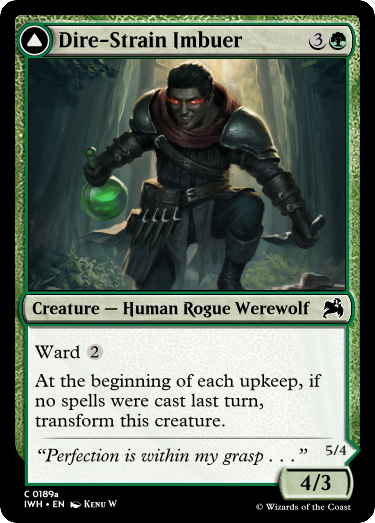 Dire-Strain Imbuer 3
Creature — Human Rogue Werewolf
Ward 2
At the beginning of each upkeep, if
no spells were cast last turn,
transform this creature.
“Perfection is within my grasp . . .” 5/4
4/3
C 0189a
IWH • EN Kenu W
© Wizards of the Coast